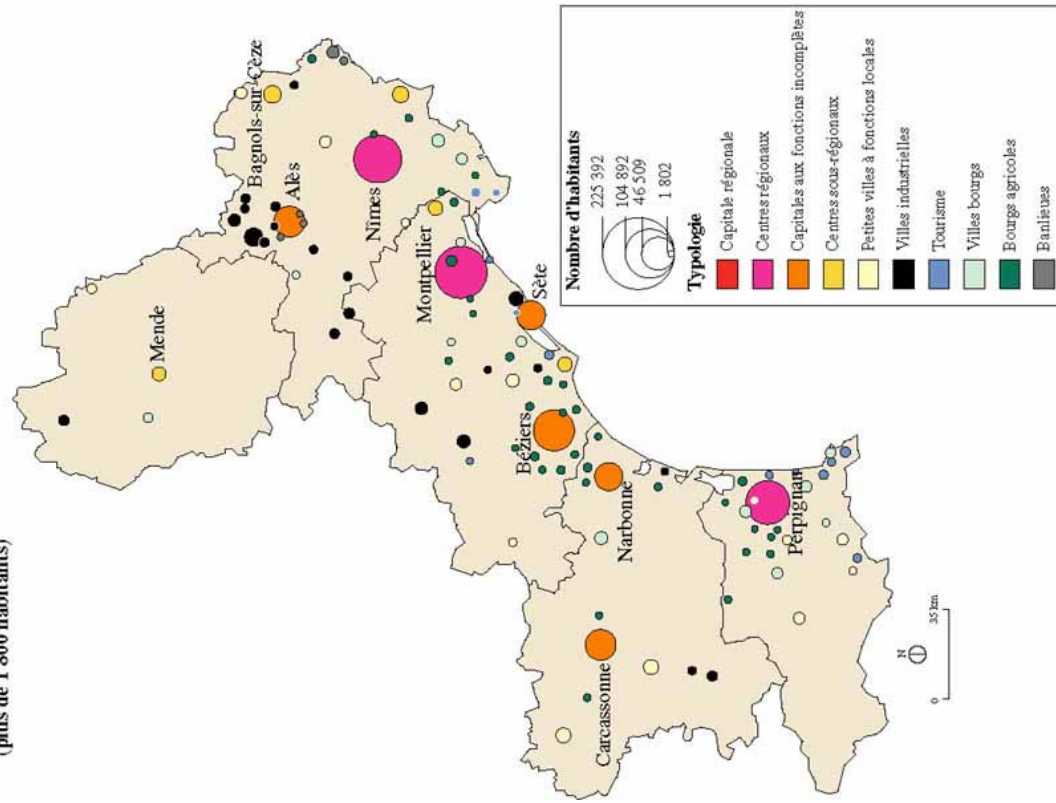 (plus de 1 800 habitants)
Mende
Bagnols-sur-Cèze
Alès
Nîmes
Montpellier
Sète
Béziers
Narbonne
Carcassonne
Perpignan
N
0 35 km
Nombre d'habitants
225 392
104 892
46 509
1 802
Typologie
Capitale régionale
Centres régionaux
Capitales aux fonctions incomplètes
Centres sous-régionaux
Petites villes à fonctions locales
Villes industrielles
Tourisme
Villes bourgs
Bourgs agricoles
Banlieues